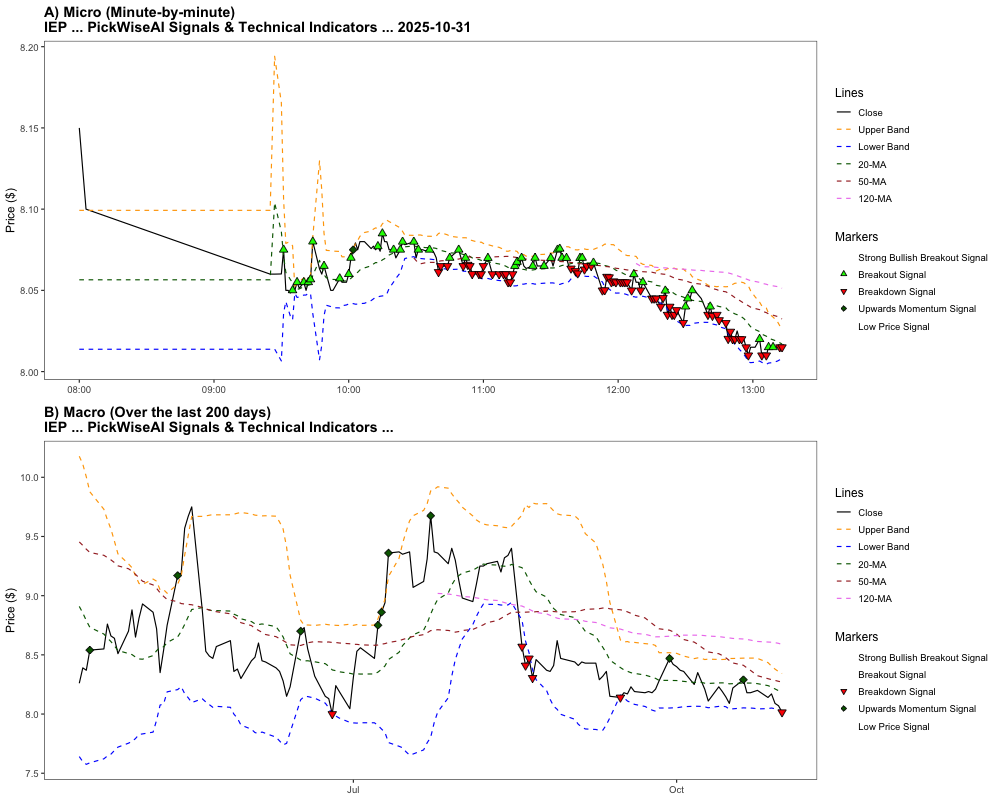 A) Micro (Minute-by-minute)
IEP ... PickWiseAI Signals & Technical Indicators ... 2025-10-31
8.20
8.15
8.10
8.05
8.00
Price ($)
08:00 09:00 10:00 11:00 12:00 13:00
Lines
Close
Upper Band
Lower Band
20-MA
50-MA
120-MA
Markers
Strong Bullish Breakout Signal
Breakout Signal
Breakdown Signal
Upwards Momentum Signal
Low Price Signal
B) Macro (Over the last 200 days)
IEP ... PickWiseAI Signals & Technical Indicators ...
10.0
9.5
9.0
8.5
8.0
7.5
Price ($)
Jul Oct
Lines
Close
Upper Band
Lower Band
20-MA
50-MA
120-MA
Markers
Strong Bullish Breakout Signal
Breakout Signal
Breakdown Signal
Upwards Momentum Signal
Low Price Signal